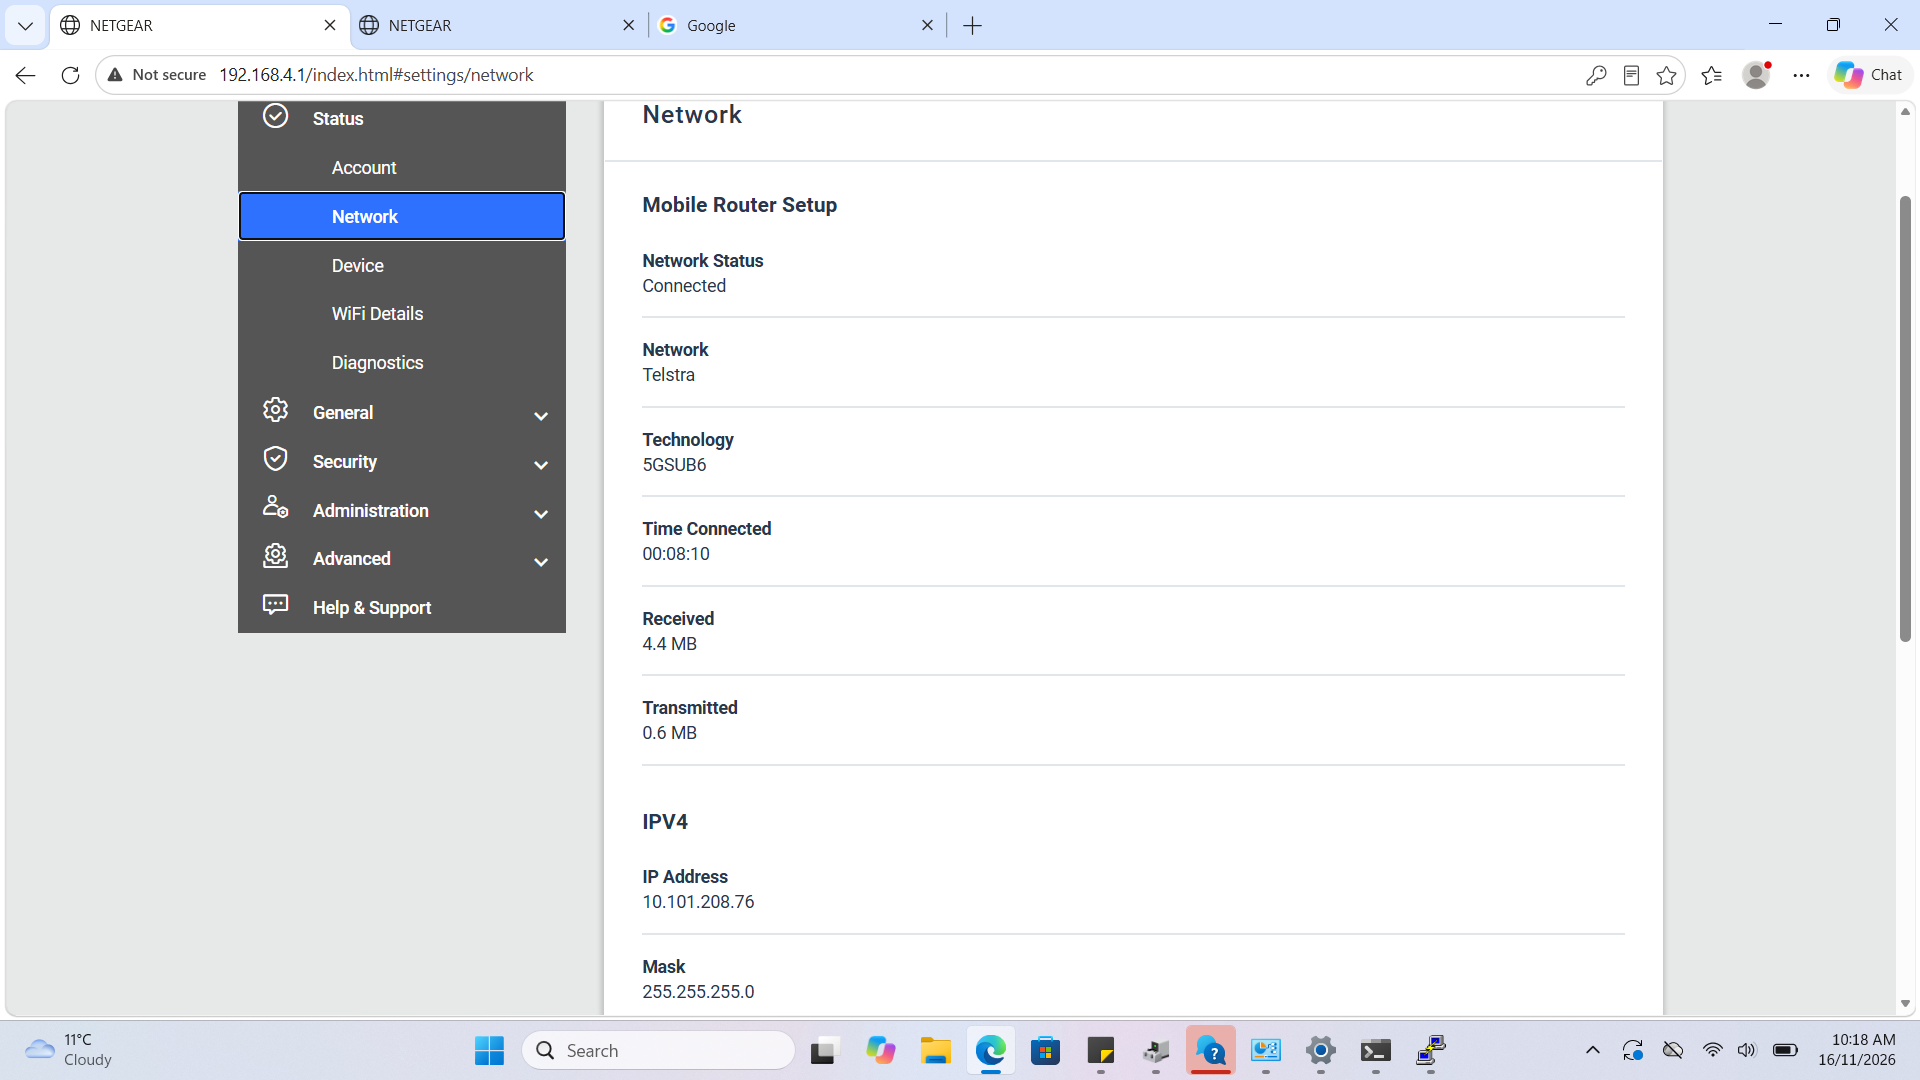 NETGEAR
NETGEAR
Google
Not secure
192.168.4.1/index.html#settings/network
Chat
Status
Account
Network
Device
WiFi Details
Diagnostics
General
Security
Administration
Advanced
Help & Support
Network
Mobile Router Setup
Network Status
Connected
Network
Telstra
Technology
5GSUB6
Time Connected
00:08:10
Received
4.4 MB
Transmitted
0.6 MB
IPV4
IP Address
10.101.208.76
Mask
255.255.255.0
11°C
Cloudy
Search
10:18 AM
16/11/2026